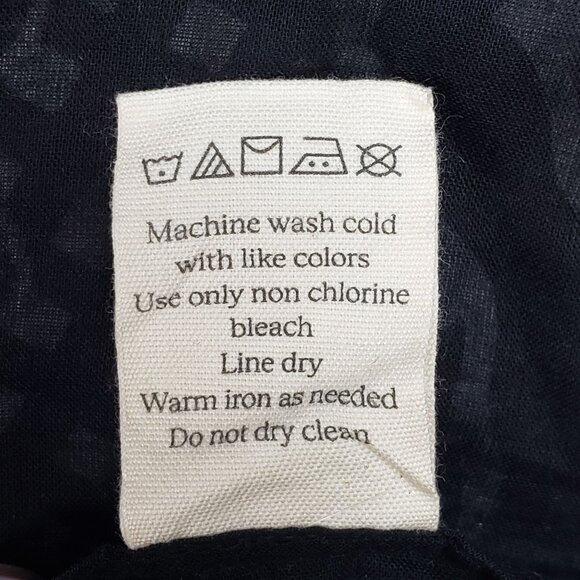 Machine wash cold
with like colors
Use only non chlorine
bleach
Line dry
Warm iron as needed
Do not dry clean